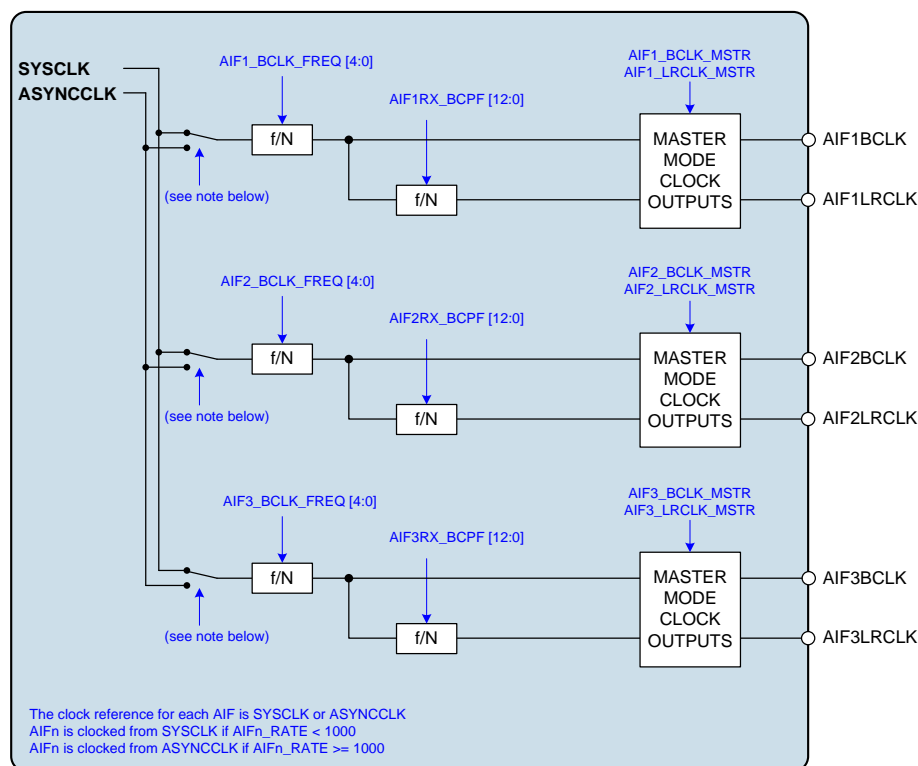 SYSCLK
ASYNCCLK
AIF1_BCLK_FREQ [4:0]
AIF1RX_BCPF [12:0]
AIF1_BCLK_MSTR
AIF1_LRCLK_MSTR
f/N
f/N
(see note below)
MASTER
MODE
CLOCK
OUTPUTS
AIF1BCLK
AIF1LRCLK
AIF2_BCLK_FREQ [4:0]
AIF2RX_BCPF [12:0]
AIF2_BCLK_MSTR
AIF2_LRCLK_MSTR
f/N
f/N
(see note below)
MASTER
MODE
CLOCK
OUTPUTS
AIF2BCLK
AIF2LRCLK
AIF3_BCLK_FREQ [4:0]
AIF3RX_BCPF [12:0]
AIF3_BCLK_MSTR
AIF3_LRCLK_MSTR
f/N
f/N
(see note below)
MASTER
MODE
CLOCK
OUTPUTS
AIF3BCLK
AIF3LRCLK
The clock reference for each AIF is SYSCLK or ASYNCCLK
AIFn is clocked from SYSCLK if AIFn_RATE < 1000
AIFn is clocked from ASYNCCLK if AIFn_RATE >= 1000